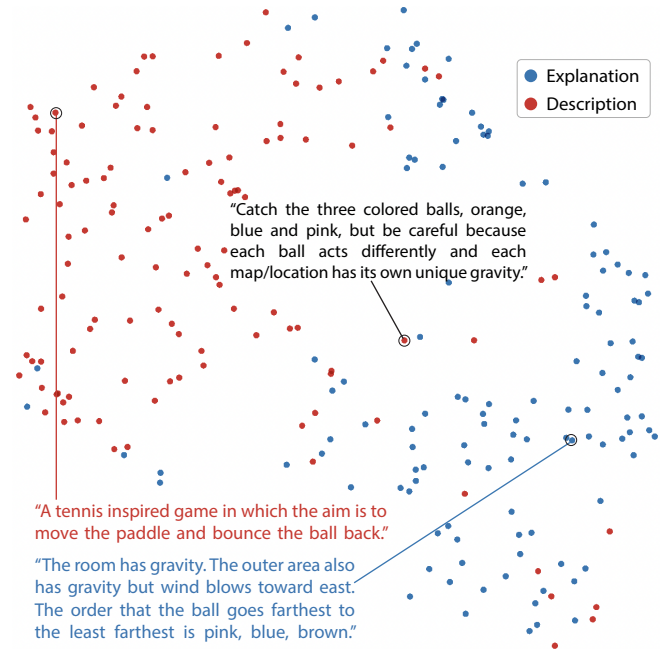 Explanation
Description
“Catch the three colored balls, orange,
blue and pink, but be careful because
each ball acts differently and each
map/location has its own unique gravity.”
“A tennis inspired game in which the aim is to
move the paddle and bounce the ball back.”
“The room has gravity. The outer area also
has gravity but wind blows toward east.
The order that the ball goes farthest to
the least farthest is pink, blue, brown.”